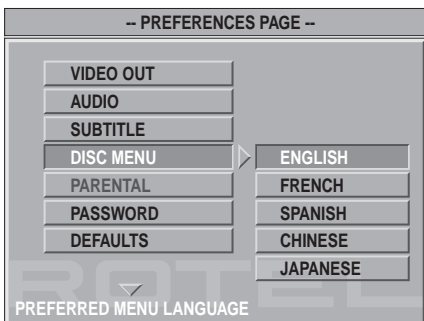 -- PREFERENCES PAGE --
VIDEO OUT
AUDIO
SUBTITLE
DISC MENU
ENGLISH
PARENTAL
FRENCH
PASSWORD
SPANISH
DEFAULTS
CHINESE
JAPANESE
ROTEL
PREFERRED MENU LANGUAGE